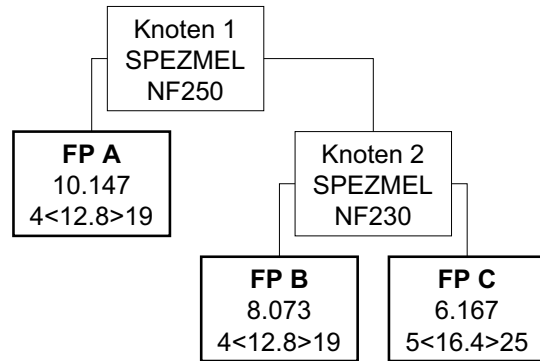 Knoten 1
SPEZMEL
NF250
FP A
10.147
4<12.8>19
Knoten 2
SPEZMEL
NF230
FP B
8.073
4<12.8>19
FP C
6.167
5<16.4>25